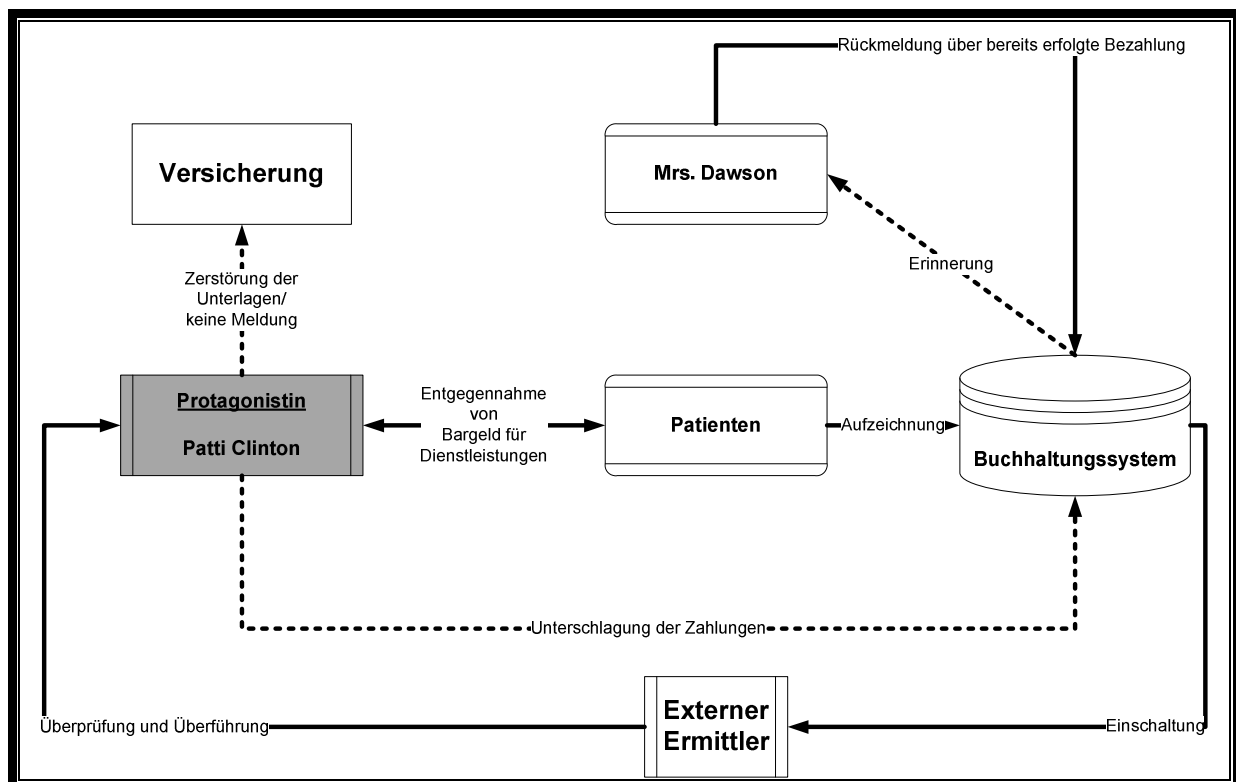 Rückmeldung über bereits erfolgte Bezahlung
Versicherung
Mrs. Dawson
Erinnerung
Zerstörung der
Unterlagen/
keine Meldung
Protagonistin
Patti Clinton
Entgegennahme
von
Bargeld für
Dienstleistungen
Patienten
Aufzeichnung
Buchhaltungssystem
Unterschlagung der Zahlungen
Überprüfung und Überführung
Externer
Ermittler
Einschaltung